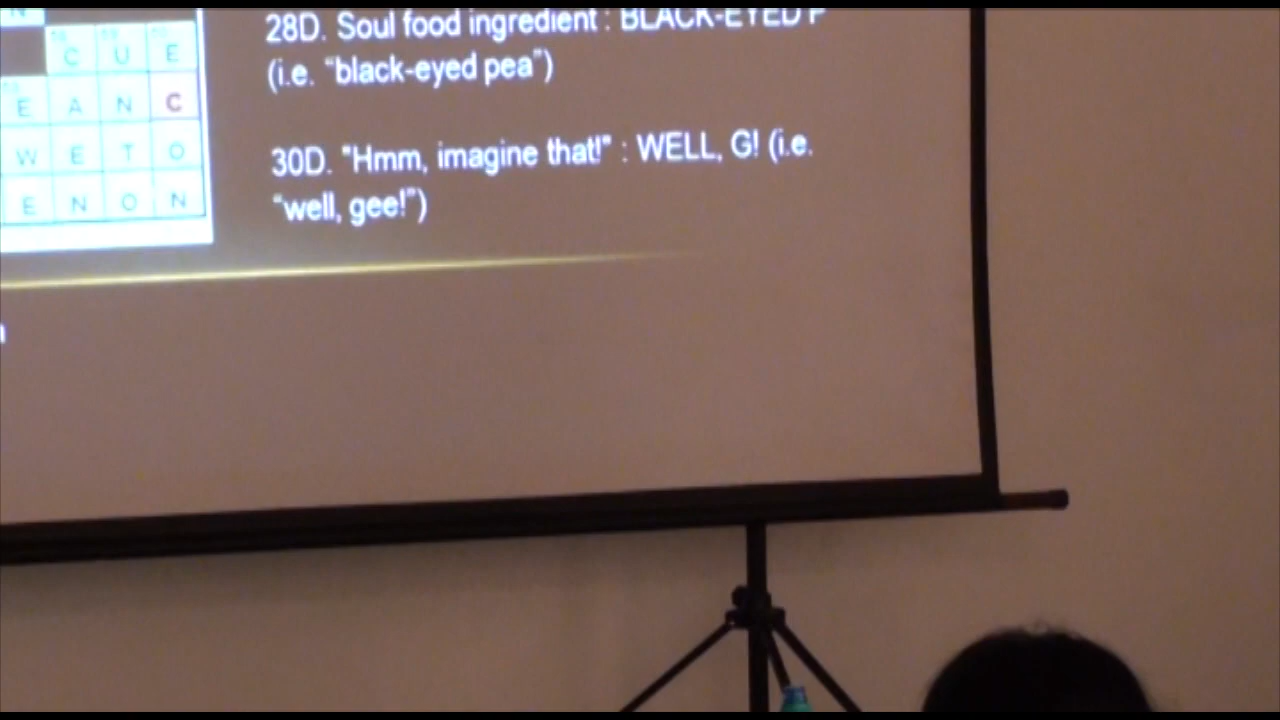 N
C U E
E A N C
W E T O
E N O N
28D. Soul food ingredient : BLACK-EYED P
(i.e. “black-eyed pea”)
30D. "Hmm, imagine that!" : WELL, G! (i.e.
“well, gee!”)